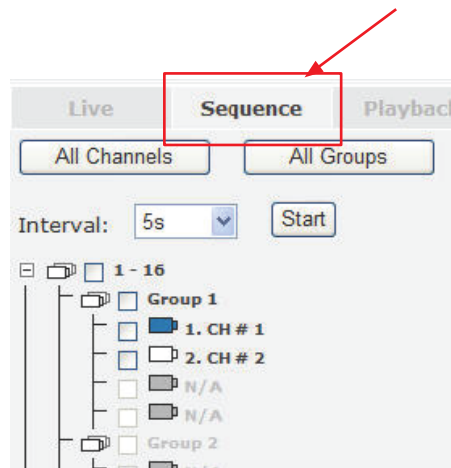 Live Sequence Playbac
All Channels All Groups
Interval: 5s Start
1 - 16
Group 1
1. CH # 1
2. CH # 2
N/A
N/A
Group 2